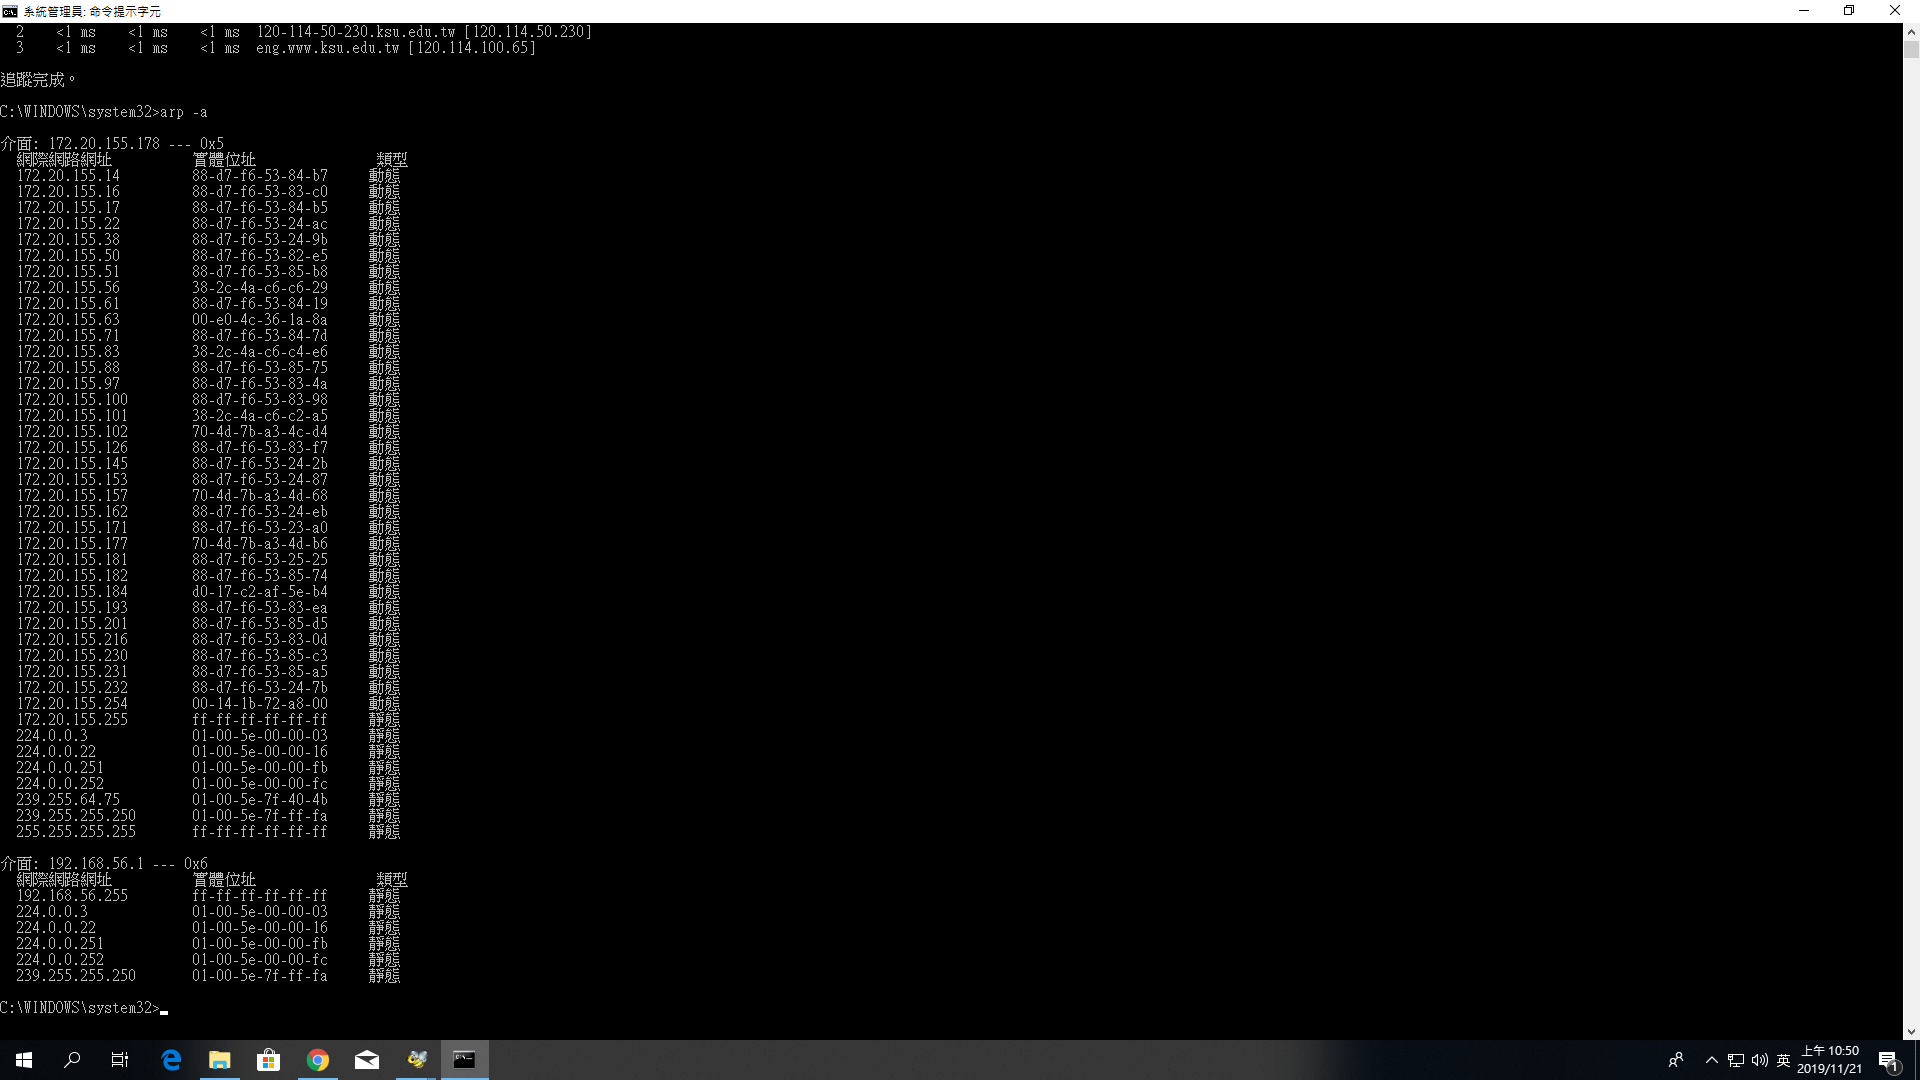 系統管理員: 命令提示字元
2 <1 ms <1 ms <1 ms 120-114-50-230.ksu.edu.tw [120.114.50.230]
3 <1 ms <1 ms <1 ms eng.www.ksu.edu.tw [120.114.100.65]
追蹤完成。
C:\WINDOWS\system32>arp -a
介面: 172.20.155.178 --- 0x5
網際網路網址 實體位址 類型
172.20.155.14 88-d7-f6-53-84-b7 動態
172.20.155.16 88-d7-f6-53-83-c0 動態
172.20.155.17 88-d7-f6-53-84-b5 動態
172.20.155.22 88-d7-f6-53-24-ac 動態
172.20.155.38 88-d7-f6-53-24-9b 動態
172.20.155.50 88-d7-f6-53-82-e5 動態
172.20.155.51 88-d7-f6-53-85-b8 動態
172.20.155.56 38-2c-4a-c6-c6-29 動態
172.20.155.61 88-d7-f6-53-84-19 動態
172.20.155.63 00-e0-4c-36-1a-8a 動態
172.20.155.71 88-d7-f6-53-84-7d 動態
172.20.155.83 38-2c-4a-c6-c4-e6 動態
172.20.155.88 88-d7-f6-53-85-75 動態
172.20.155.97 88-d7-f6-53-83-4a 動態
172.20.155.100 88-d7-f6-53-83-98 動態
172.20.155.101 38-2c-4a-c6-c2-a5 動態
172.20.155.102 70-4d-7b-a3-4c-d4 動態
172.20.155.126 88-d7-f6-53-83-f7 動態
172.20.155.145 88-d7-f6-53-24-2b 動態
172.20.155.153 88-d7-f6-53-24-87 動態
172.20.155.157 70-4d-7b-a3-4d-68 動態
172.20.155.162 88-d7-f6-53-24-eb 動態
172.20.155.171 88-d7-f6-53-23-a0 動態
172.20.155.177 70-4d-7b-a3-4d-b6 動態
172.20.155.181 88-d7-f6-53-25-25 動態
172.20.155.182 88-d7-f6-53-85-74 動態
172.20.155.184 d0-17-c2-af-5e-b4 動態
172.20.155.193 88-d7-f6-53-83-ea 動態
172.20.155.201 88-d7-f6-53-85-d5 動態
172.20.155.216 88-d7-f6-53-83-0d 動態
172.20.155.230 88-d7-f6-53-85-c3 動態
172.20.155.231 88-d7-f6-53-85-a5 動態
172.20.155.232 88-d7-f6-53-24-7b 動態
172.20.155.254 00-14-1b-72-a8-00 動態
172.20.155.255 ff-ff-ff-ff-ff-ff 靜態
224.0.0.3 01-00-5e-00-00-03 靜態
224.0.0.22 01-00-5e-00-00-16 靜態
224.0.0.251 01-00-5e-00-00-fb 靜態
224.0.0.252 01-00-5e-00-00-fc 靜態
239.255.64.75 01-00-5e-7f-40-4b 靜態
239.255.255.250 01-00-5e-7f-ff-fa 靜態
255.255.255.255 ff-ff-ff-ff-ff-ff 靜態
介面: 192.168.56.1 --- 0x6
網際網路網址 實體位址 類型
192.168.56.255 ff-ff-ff-ff-ff-ff 靜態
224.0.0.3 01-00-5e-00-00-03 靜態
224.0.0.22 01-00-5e-00-00-16 靜態
224.0.0.251 01-00-5e-00-00-fb 靜態
224.0.0.252 01-00-5e-00-00-fc 靜態
239.255.255.250 01-00-5e-7f-ff-fa 靜態
C:\WINDOWS\system32>
英
上午 10:50
2019/11/21
1